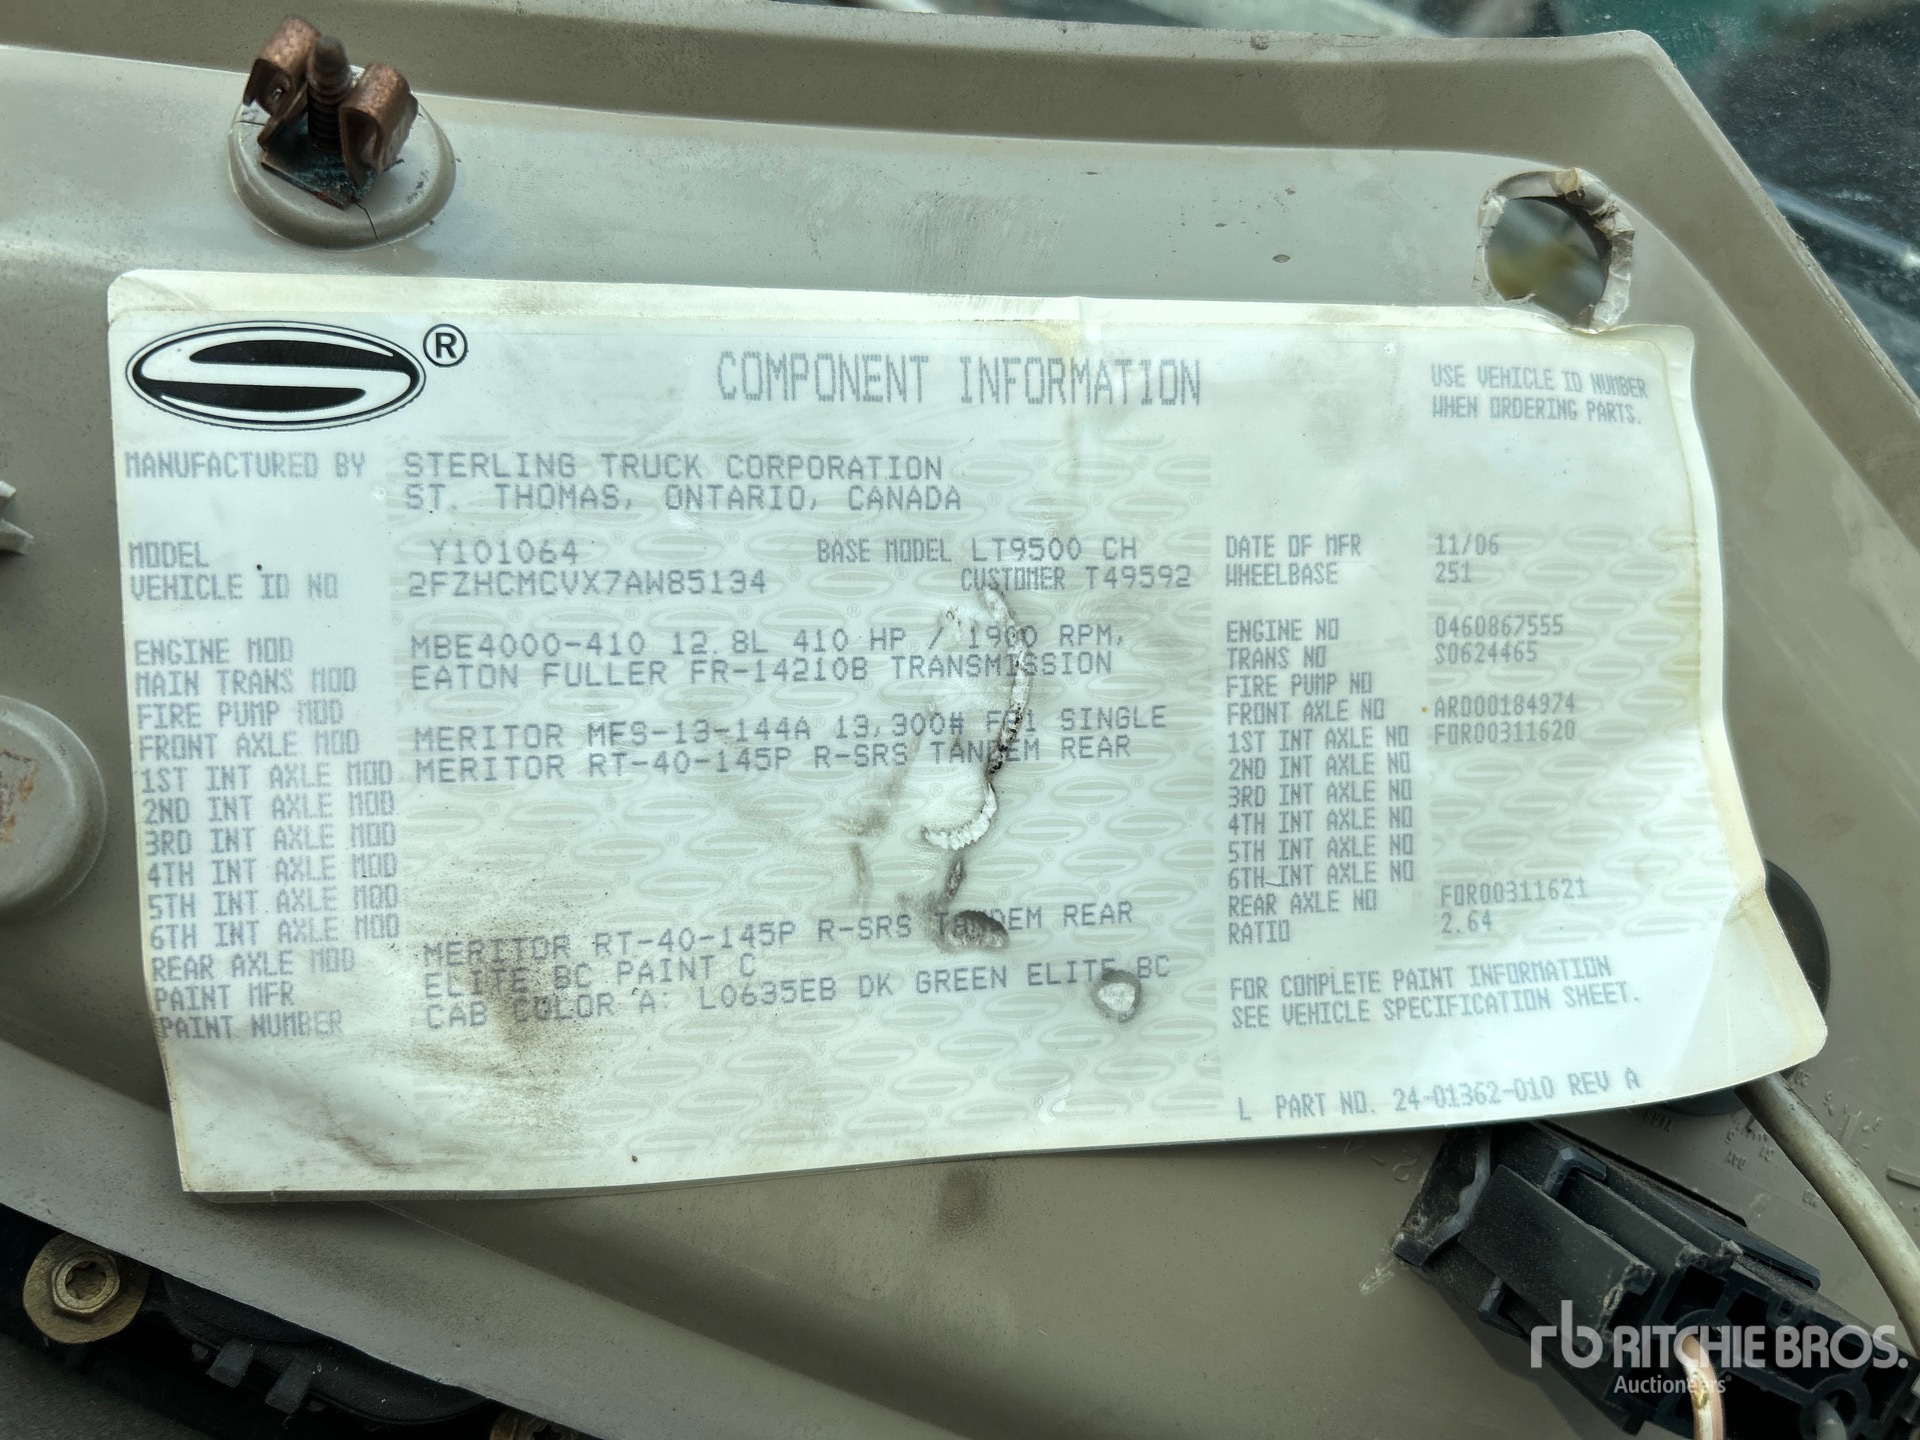 ®
COMPONENT INFORMATION
USE VEHICLE ID NUMBER
WHEN ORDERING PARTS.
MANUFACTURED BY STERLING TRUCK CORPORATION
ST. THOMAS, ONTARIO, CANADA
MODEL Y101064 BASE MODEL LT9500 CH DATE OF MFR 11/06
VEHICLE ID NO 2FZHCMCVX7AW85134 CUSTOMER T49592 WHEELBASE 251
ENGINE MOD MBE4000-410 12.8L 410 HP / 1900 RPM, ENGINE NO 0460867555
MAIN TRANS MOD EATON FULLER FR-14210B TRANSMISSION TRANS NO S0624465
FIRE PUMP MOD FIRE PUMP NO
FRONT AXLE MOD MERITOR MFS-13-144A 13,300# FG1 SINGLE FRONT AXLE NO ARD00184974
1ST INT AXLE MOD MERITOR RT-40-145P R-SRS TANDEM REAR 1ST INT AXLE NO FOR00311620
2ND INT AXLE MOD 2ND INT AXLE NO
3RD INT AXLE MOD 3RD INT AXLE NO
4TH INT AXLE MOD 4TH INT AXLE NO
5TH INT AXLE MOD 5TH INT AXLE NO
6TH INT AXLE MOD 6TH INT AXLE NO
REAR AXLE MOD MERITOR RT-40-145P R-SRS TANDEM REAR REAR AXLE NO FOR00311621
PAINT MFR ELITE BC PAINT C RATIO 2.64
PAINT NUMBER CAB COLOR A: L0635EB DK GREEN ELITE BC
FOR COMPLETE PAINT INFORMATION
SEE VEHICLE SPECIFICATION SHEET.
L PART NO. 24-01362-010 REV A
rb RITCHIE BROS.
Auctioneers